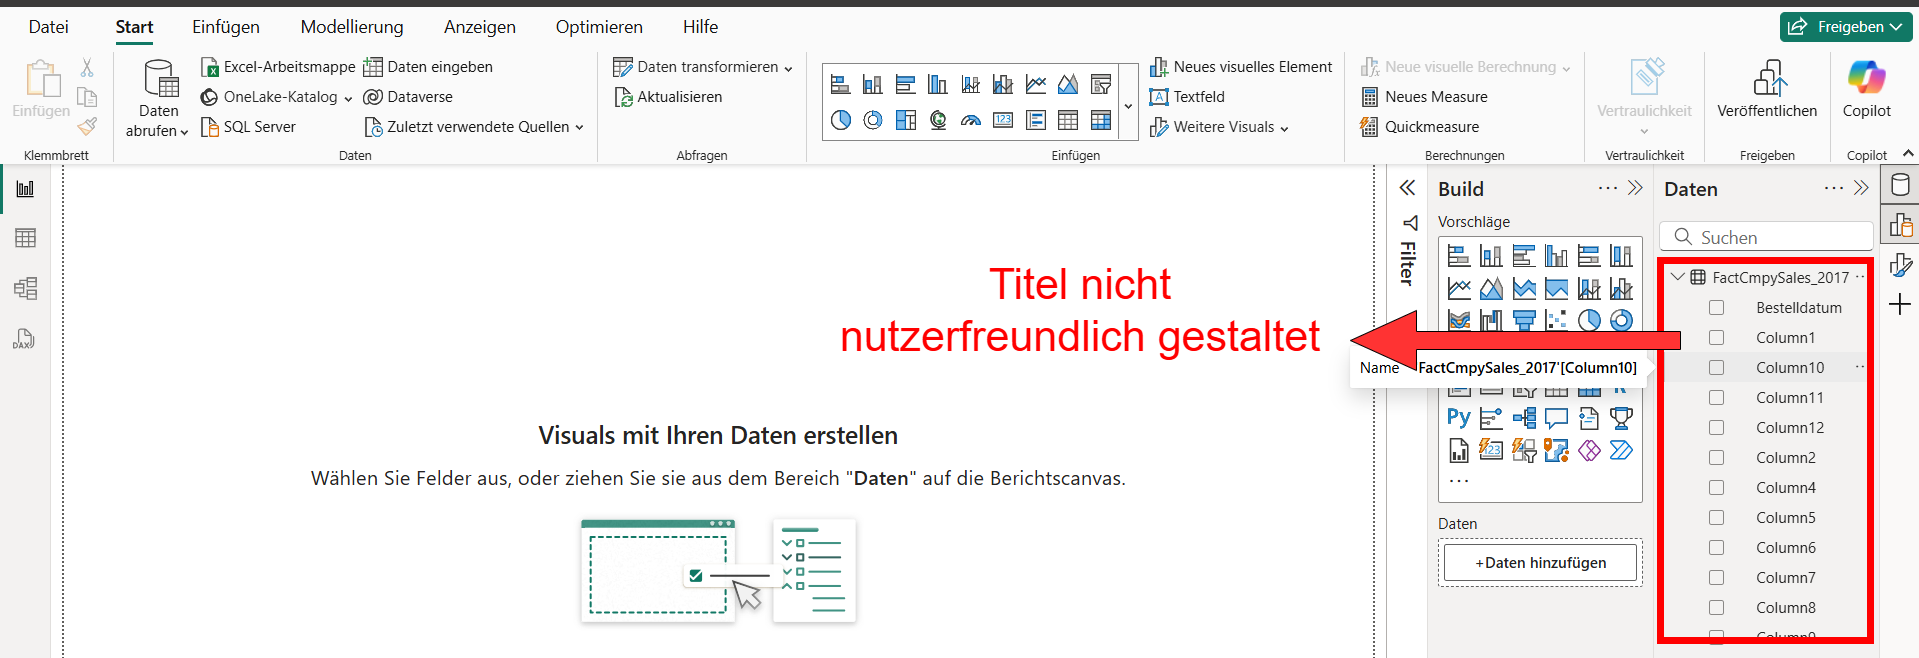 Datei Start Einfügen Modellierung Anzeigen Optimieren Hilfe Freigeben
Einfügen
Klemmbrett
Daten
abrufen
Excel-Arbeitsmappe
OneLake-Katalog
SQL Server
Daten eingeben
Dataverse
Zuletzt verwendete Quellen
Daten
Daten transformieren
Aktualisieren
Abfragen
123
Neues visuelles Element
Textfeld
Weitere Visuals
Einfügen
Neue visuelle Berechnung
Neues Measure
Quickmeasure
Berechnungen
Vertraulichkeit
Vertraulichkeit
Veröffentlichen
Freigeben
Copilot
Copilot
DAX
Titel nicht
nutzerfreundlich gestaltet
Visuals mit Ihren Daten erstellen
Wählen Sie Felder aus, oder ziehen Sie sie aus dem Bereich "Daten" auf die Berichtscanvas.
Filter
Build
Vorschläge
Name
FactCmpySales_2017'[Column10]
Py
123
Daten
+Daten hinzufügen
Daten
Suchen
FactCmpySales_2017
Bestelldatum
Column1
Column10
Column11
Column12
Column2
Column4
Column5
Column6
Column7
Column8
Column9